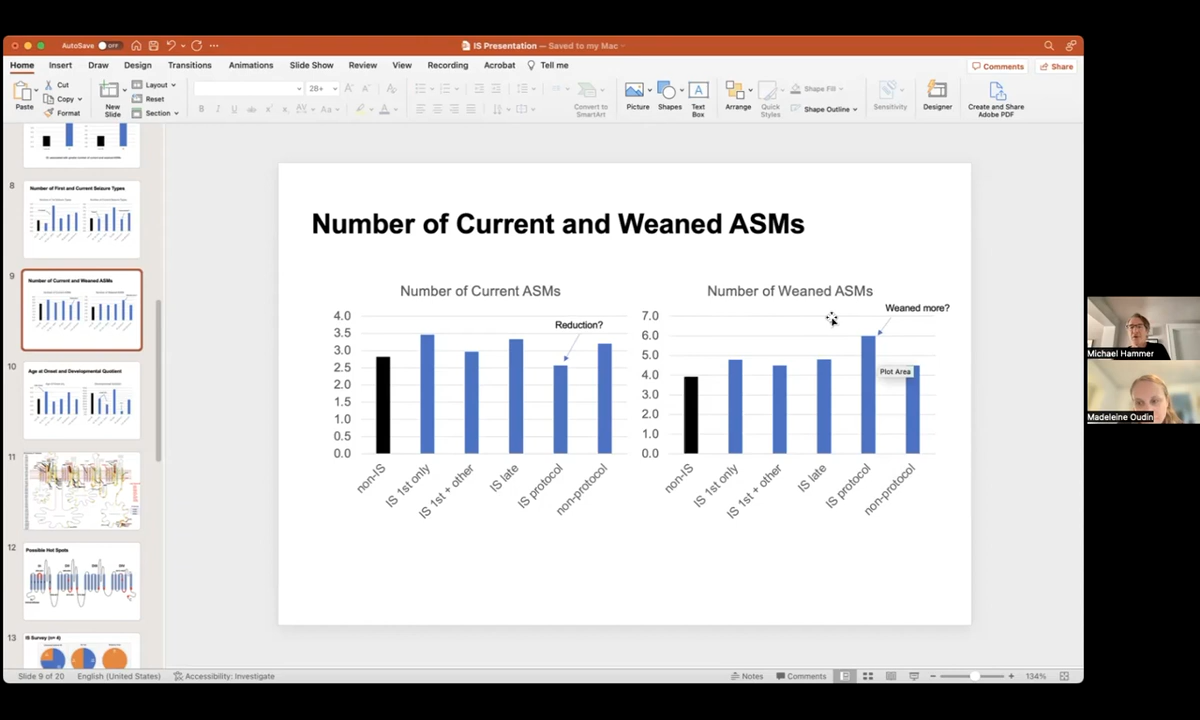 AutoSave OFF
IS Presentation — Saved to my Mac
Home Insert Draw Design Transitions Animations Slide Show Review View Recording Acrobat Tell me
Comments Share
Paste
Cut
Copy
Format
New Slide
Layout
Reset
Section
28
Convert to SmartArt
Picture
Shapes
Text Box
Arrange
Quick Styles
Shape Fill
Shape Outline
Sensitivity
Designer
Create and Share Adobe PDF
8
Number of First and Current Seizure Types
9
Number of Current and Weaned ASMs
10
Age at Onset and Developmental Quotient
11
12
Possible Hot Spots
13
IS Survey (n= 4)
Number of Current and Weaned ASMs
Number of Current ASMs
Reduction?
4.0
3.5
3.0
2.5
2.0
1.5
1.0
0.5
0.0
non-IS
IS 1st only
IS 1st + other
IS late
IS protocol
non-protocol
Number of Weaned ASMs
Weaned more?
7.0
6.0
5.0
4.0
3.0
2.0
1.0
0.0
Plot Area
non-IS
IS 1st only
IS 1st + other
IS late
IS protocol
non-protocol
Michael Hammer
Madeleine Oudin
Slide 9 of 20 English (United States) Accessibility: Investigate
Notes Comments 134%